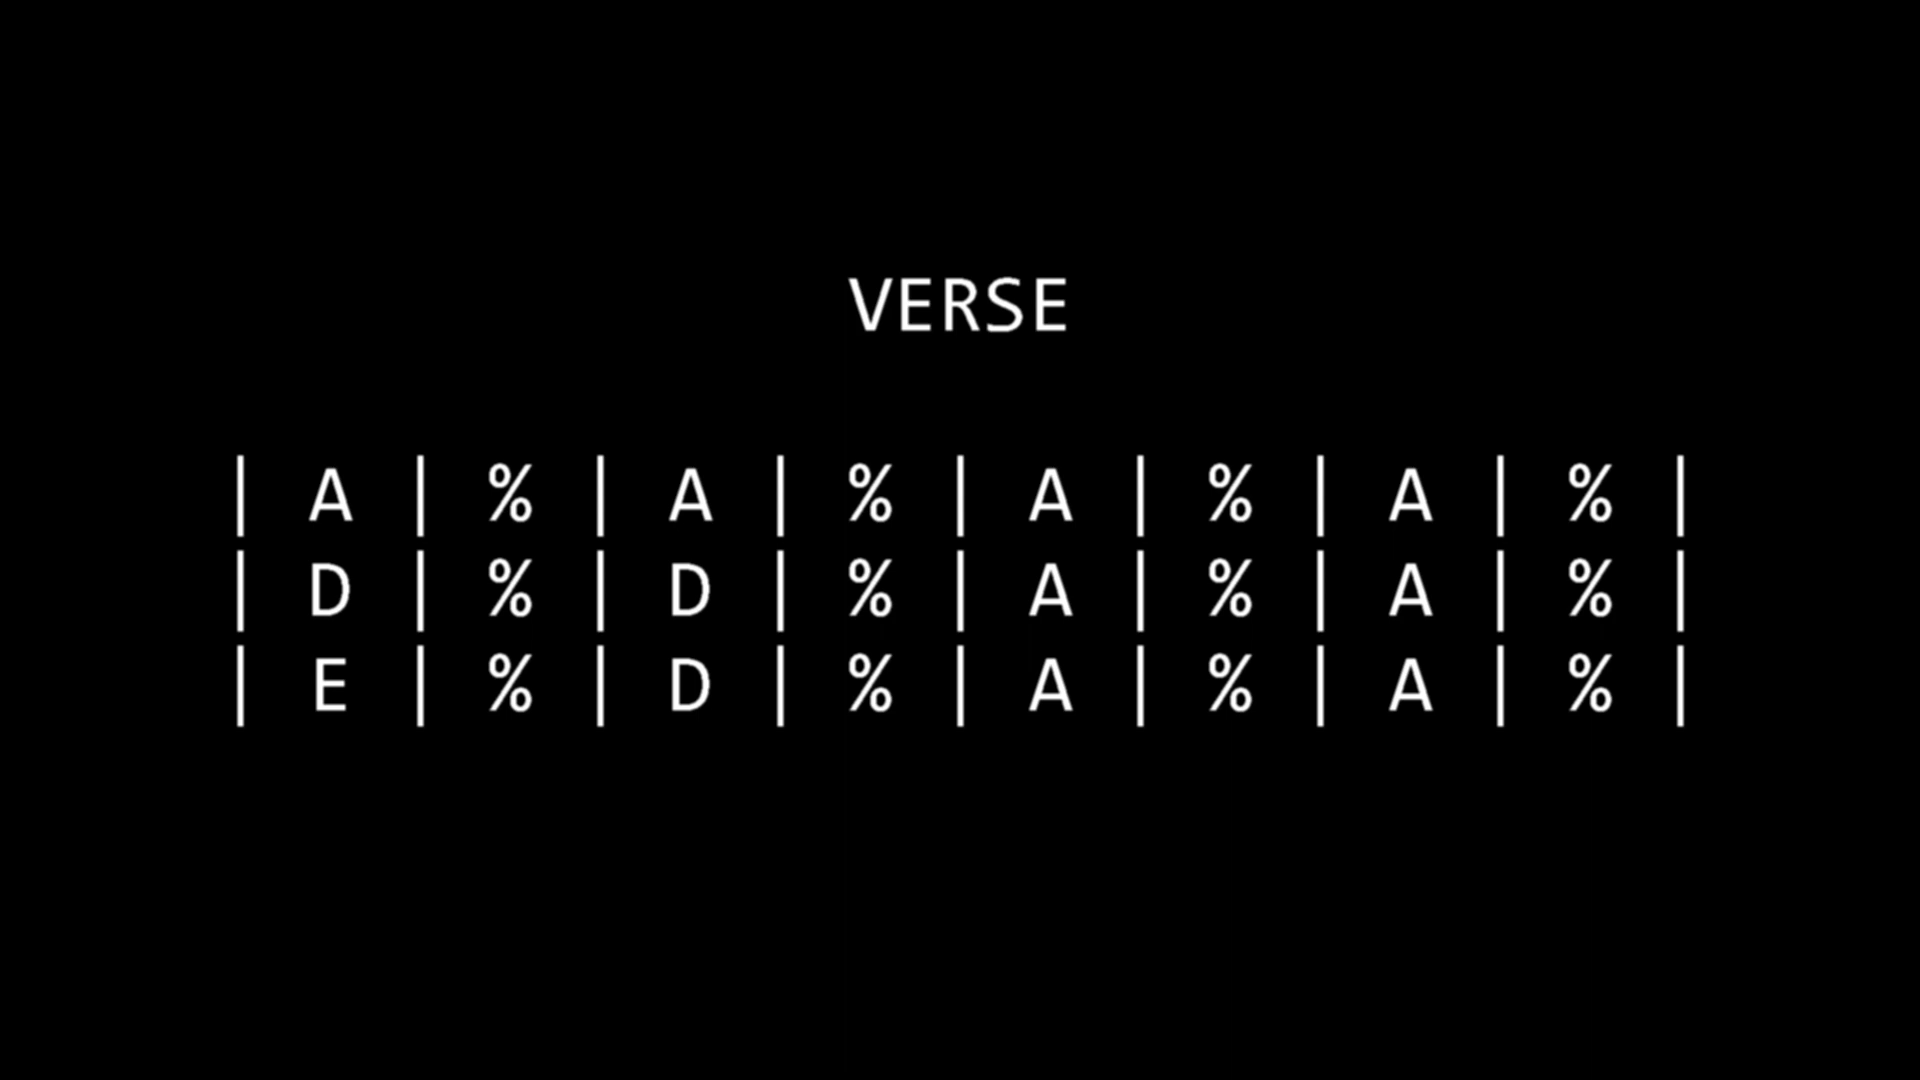 VERSE
| A | % | A | % | A | % | A | % |
| D | % | D | % | A | % | A | % |
| E | % | D | % | A | % | A | % |